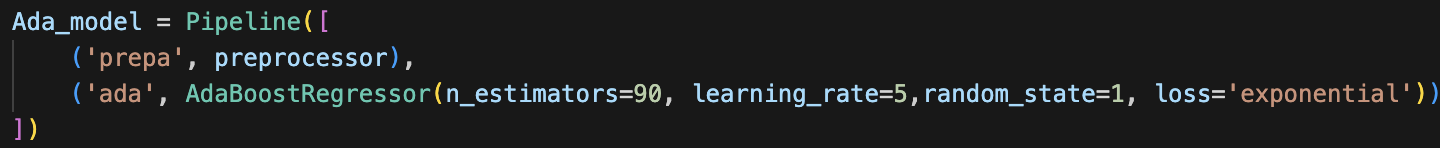 Ada_model = Pipeline([
('prepa', preprocessor),
('ada', AdaBoostRegressor(n_estimators=90, learning_rate=5,random_state=1, loss='exponential'))
])